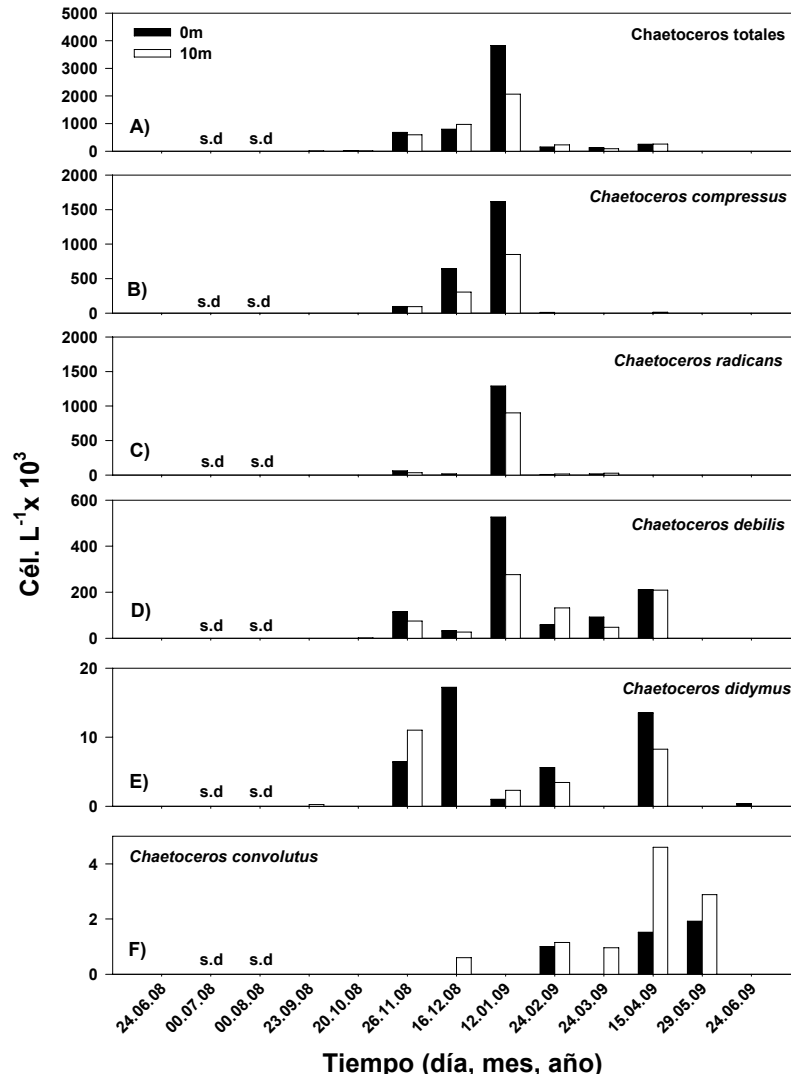 Cél. L⁻¹x 10³
5000
4000
3000
2000
1000
0
0m
10m
Chaetoceros totales
A)
s.d s.d
2000
1500
1000
500
0
Chaetoceros compressus
B)
s.d s.d
2000
1500
1000
500
0
Chaetoceros radicans
C)
s.d s.d
600
400
200
0
Chaetoceros debilis
D)
s.d s.d
20
10
0
Chaetoceros didymus
E)
s.d s.d
4
2
0
Chaetoceros convolutus
F)
s.d s.d
24.06.08
00.07.08
00.08.08
23.09.08
20.10.08
26.11.08
16.12.08
12.01.09
24.02.09
24.03.09
15.04.09
29.05.09
24.06.09
Tiempo (día, mes, año)